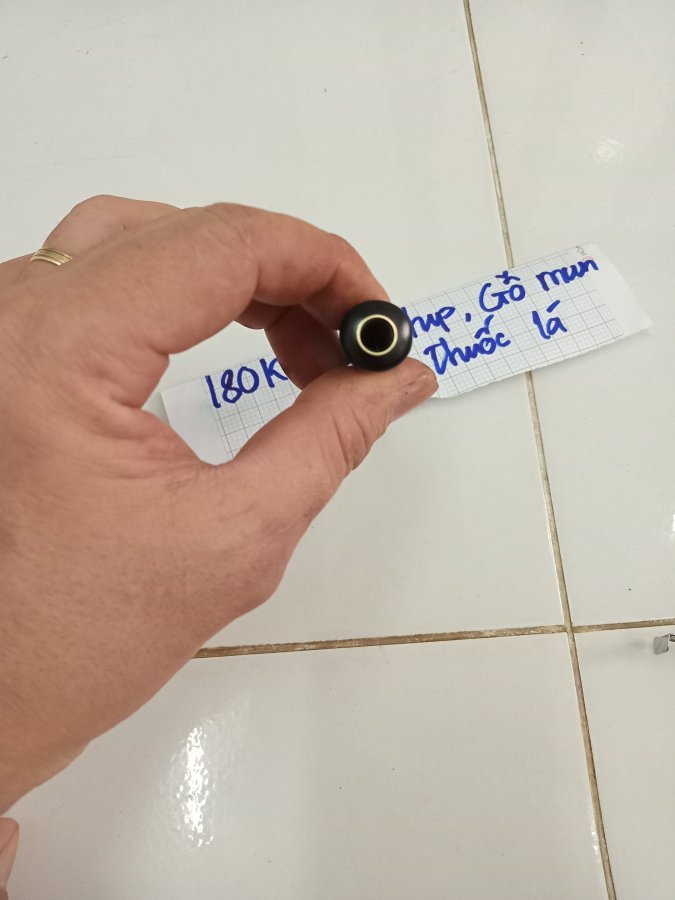 180K , Gỗ mun
Thuốc lá